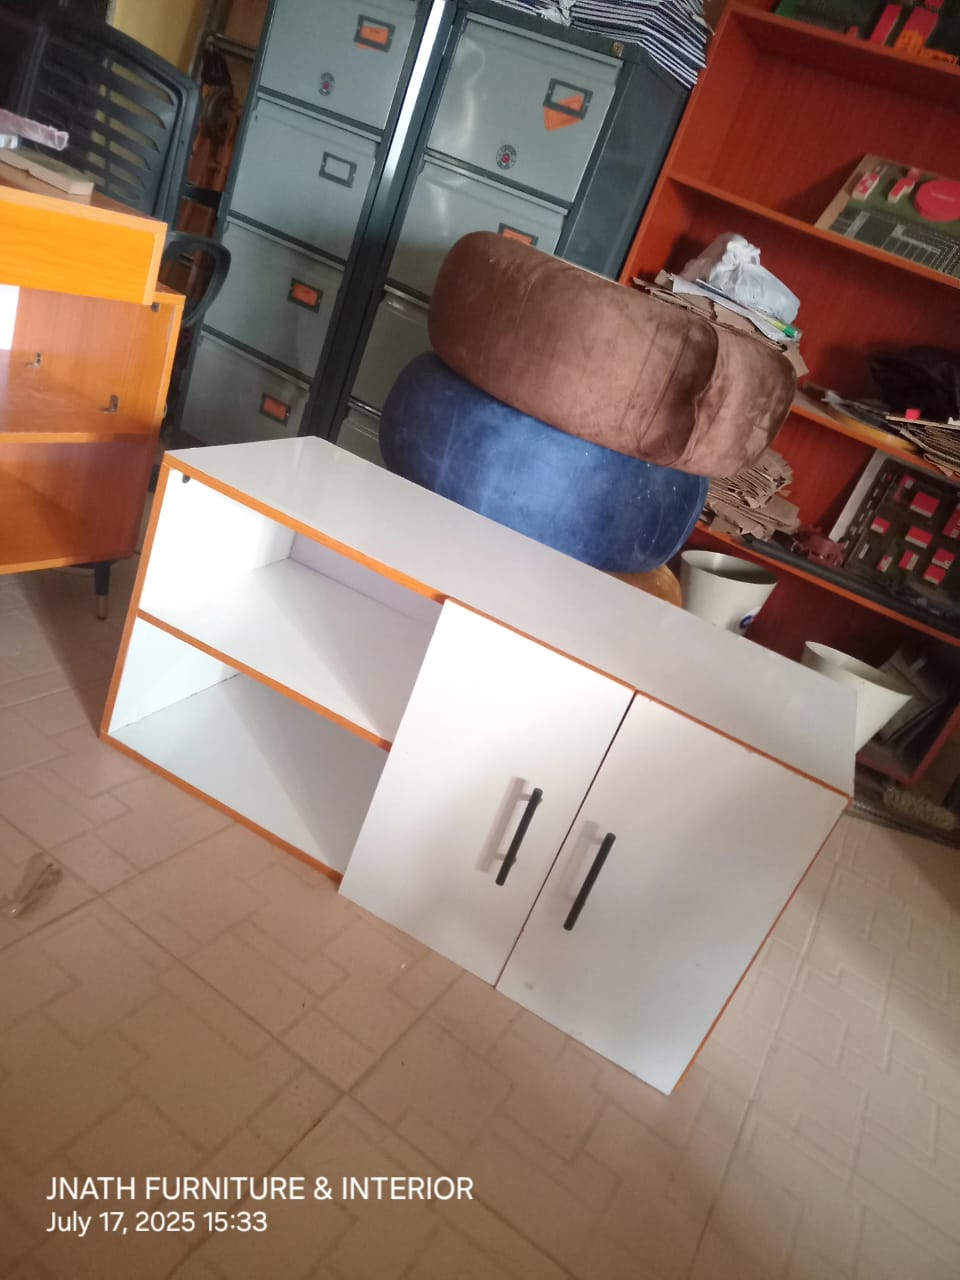 JNATH FURNITURE & INTERIOR
July 17, 2025 15:33